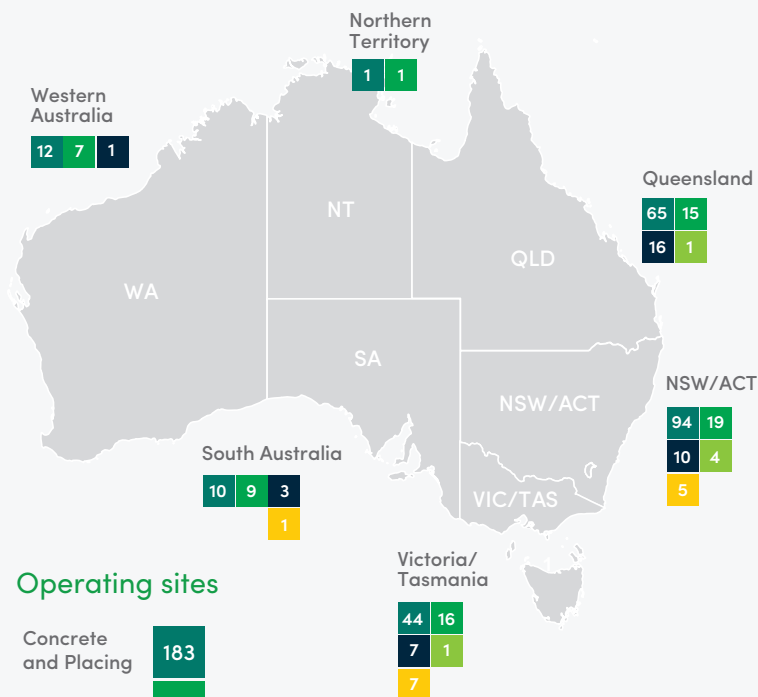 Northern
Territory
1 1
Western
Australia
12 7 1
Queensland
65 15
16 1
NT
QLD
WA
SA
NSW/ACT
NSW/ACT
94 19
10 4
5
South Australia
10 9 3
1
VIC/TAS
Victoria/
Tasmania
44 16
7 1
7
Operating sites
Concrete
and Placing
183